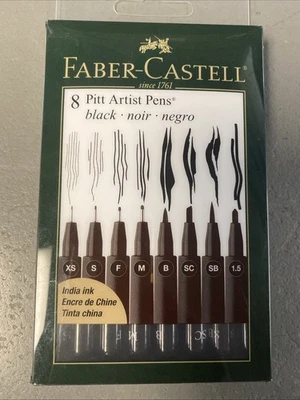 FABER-CASTELL
since 1761
8 Pitt Artist Pens®
black · noir · negro
XS S F M B SC SB 1.5
India ink
Encre de Chine
Tinta china